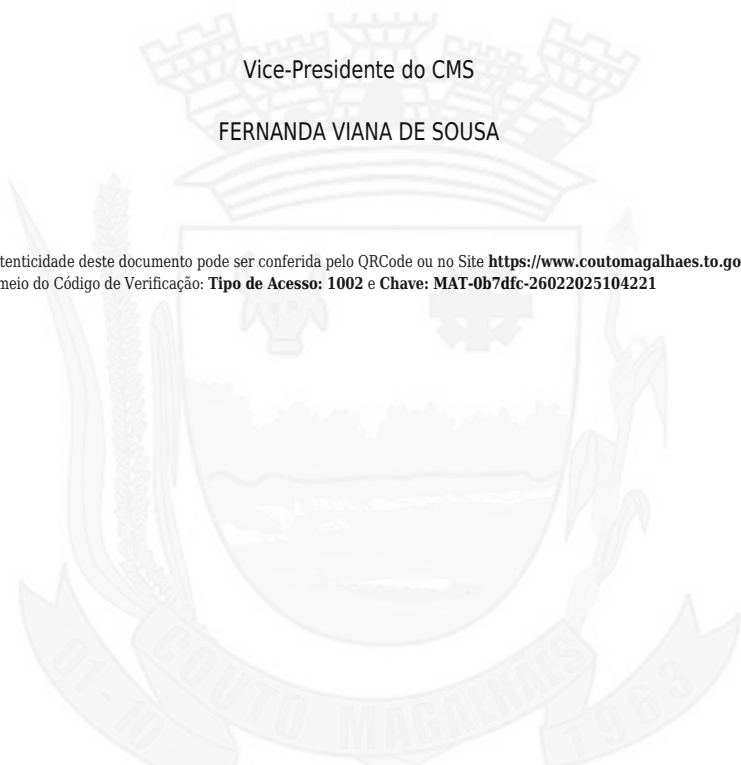 Vice-Presidente do CMS
FERNANDA VIANA DE SOUSA
tenticidade deste documento pode ser conferida pelo QRCode ou no Site https://www.coutomagalhaes.to.go
meio do Código de Verificação: Tipo de Acesso: 1002 e Chave: MAT-0b7dfc-26022025104221
01-10 COUTO MAGALHAES 1963